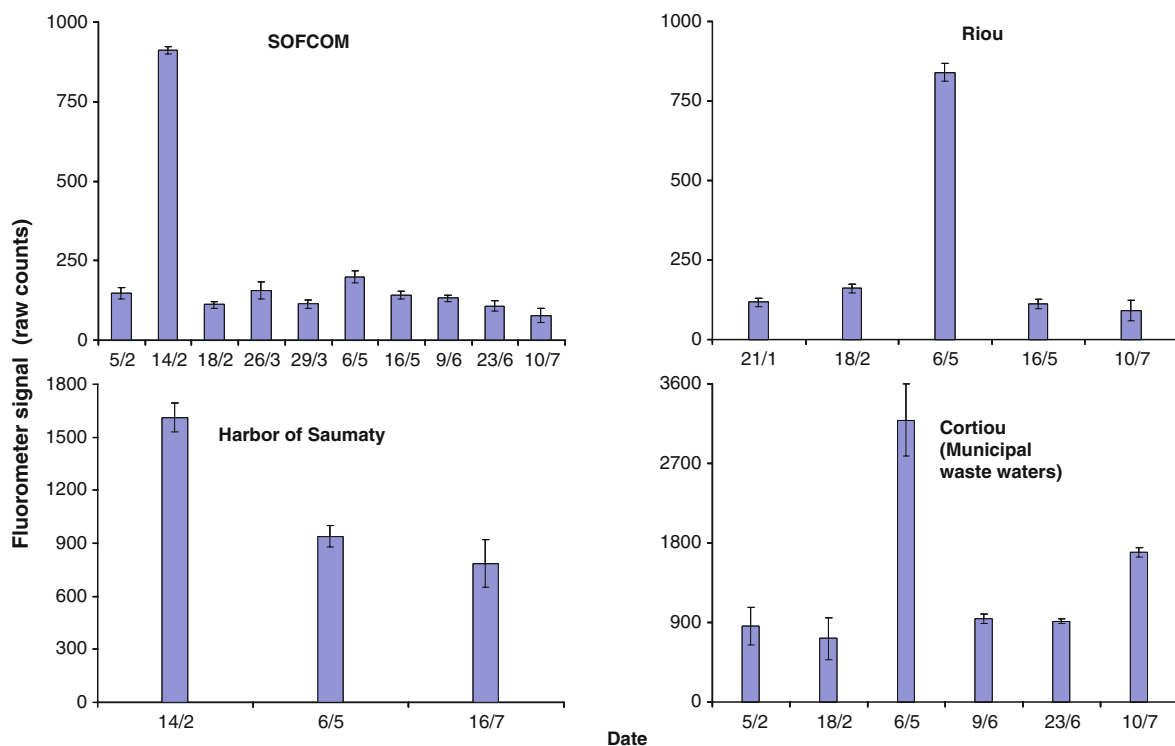 Fluorometer signal (raw counts)
SOFCOM
1000
750
500
250
0
5/2 14/2 18/2 26/3 29/3 6/5 16/5 9/6 23/6 10/7
Riou
1000
750
500
250
0
21/1 18/2 6/5 16/5 10/7
Harbor of Saumaty
1800
1500
1200
900
600
300
0
14/2 6/5 16/7
Cortiou
(Municipal
waste waters)
3600
2700
1800
900
0
5/2 18/2 6/5 9/6 23/6 10/7
Date